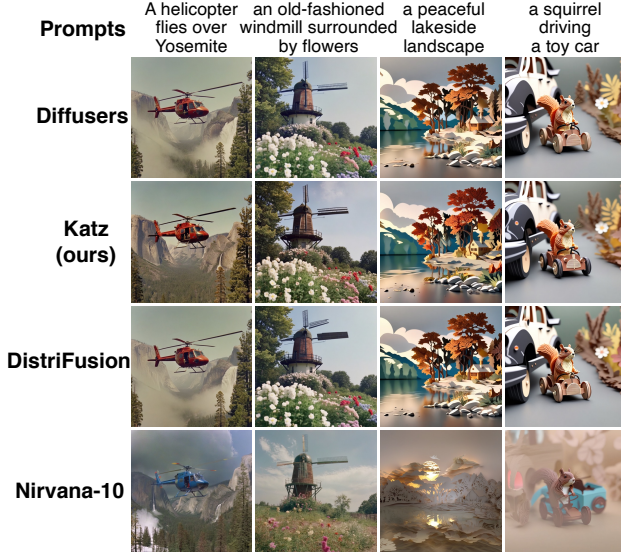 Prompts
A helicopter
flies over
Yosemite
an old-fashioned
windmill surrounded
by flowers
a peaceful
lakeside
landscape
a squirrel
driving
a toy car
Diffusers
Katz
(ours)
DistriFusion
Nirvana-10